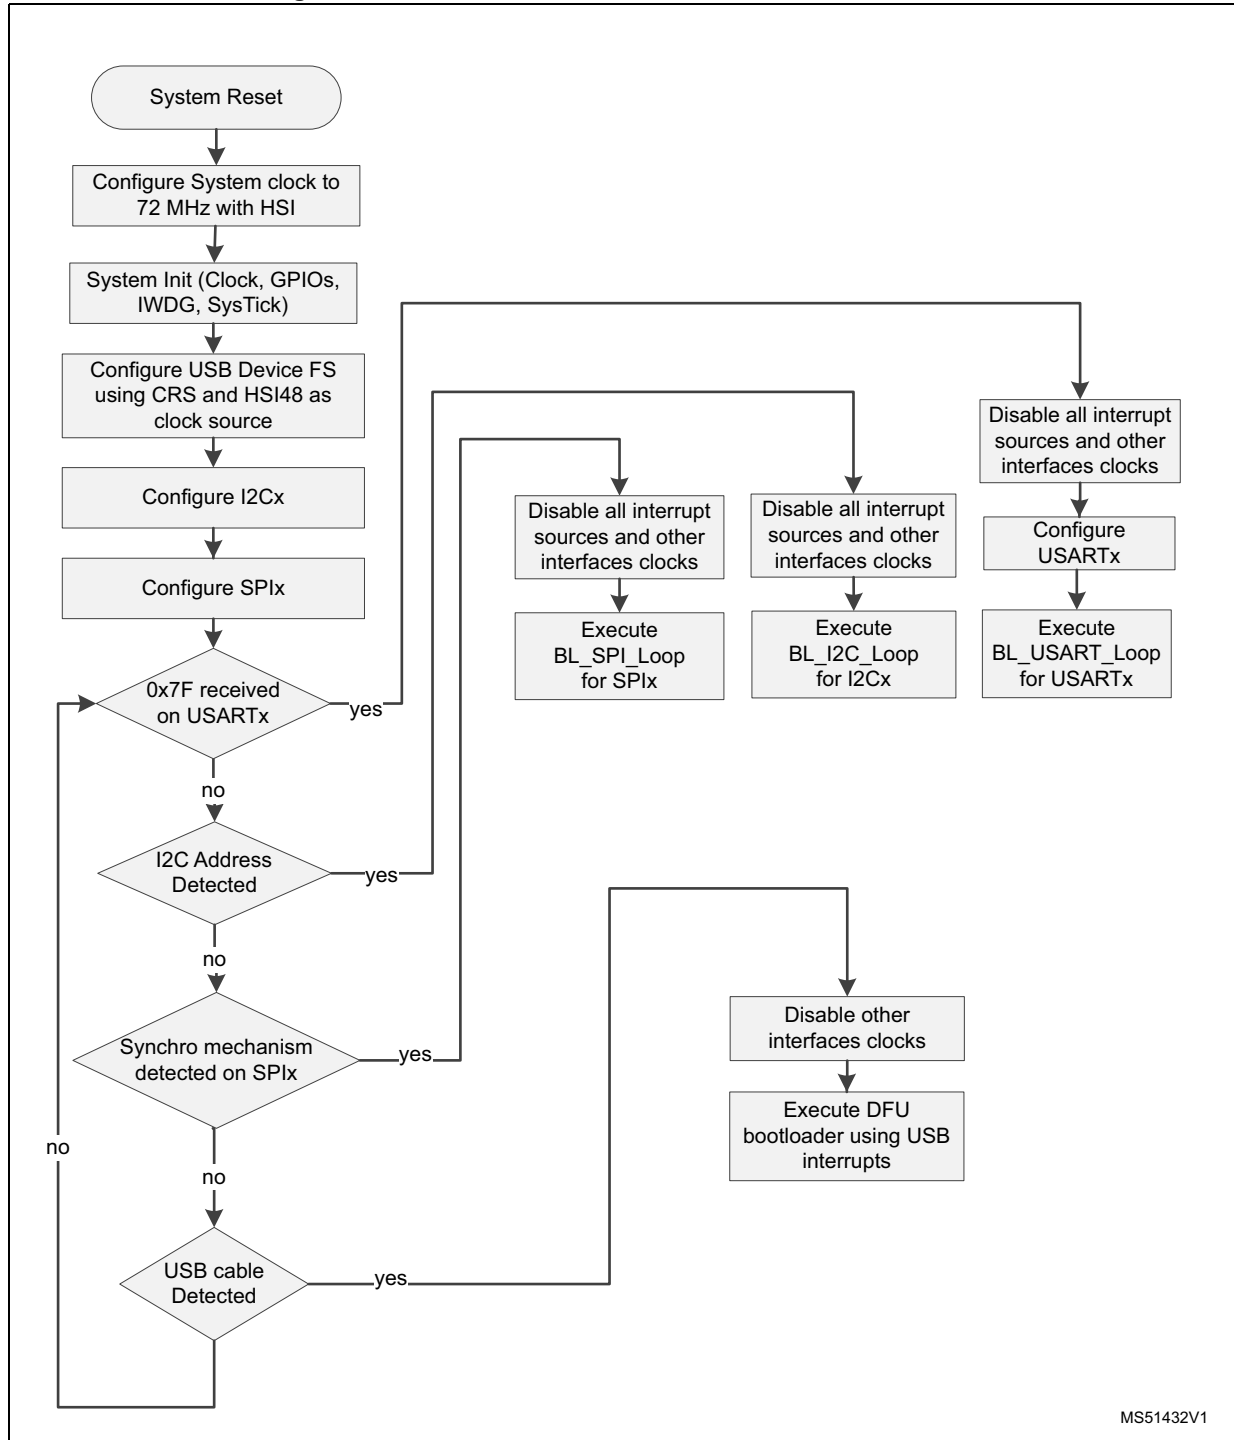 System Reset
Configure System clock to
72 MHz with HSI
System Init (Clock, GPIOs,
IWDG, SysTick)
Configure USB Device FS
using CRS and HSI48 as
clock source
Configure I2Cx
Configure SPIx
0x7F received
on USARTx
yes
no
I2C Address
Detected
yes
no
Synchro mechanism
detected on SPIx
yes
no
USB cable
Detected
yes
no
Disable all interrupt
sources and other
interfaces clocks
Execute
BL_SPI_Loop
for SPIx
Disable all interrupt
sources and other
interfaces clocks
Execute
BL_I2C_Loop
for I2Cx
Disable all interrupt
sources and other
interfaces clocks
Configure
USARTx
Execute
BL_USART_Loop
for USARTx
Disable other
interfaces clocks
Execute DFU
bootloader using USB
interrupts
MS51432V1